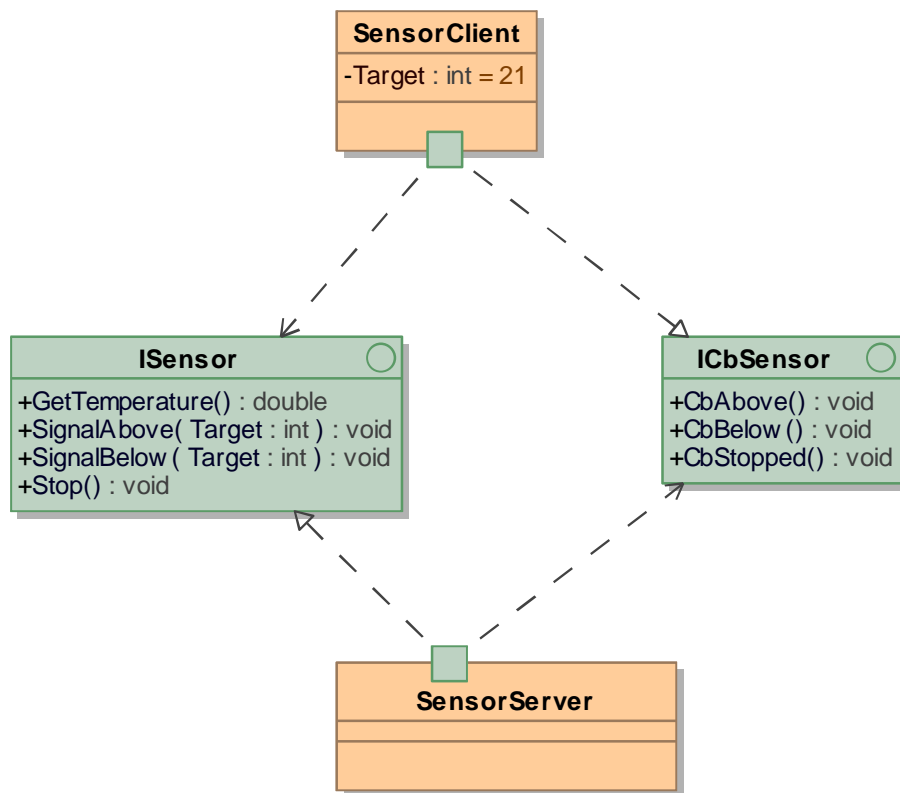 SensorClient
-Target : int = 21
ISensor
+GetTemperature() : double
+SignalAbove( Target : int ) : void
+SignalBelow( Target : int ) : void
+Stop() : void
ICbSensor
+CbAbove() : void
+CbBelow() : void
+CbStopped() : void
SensorServer